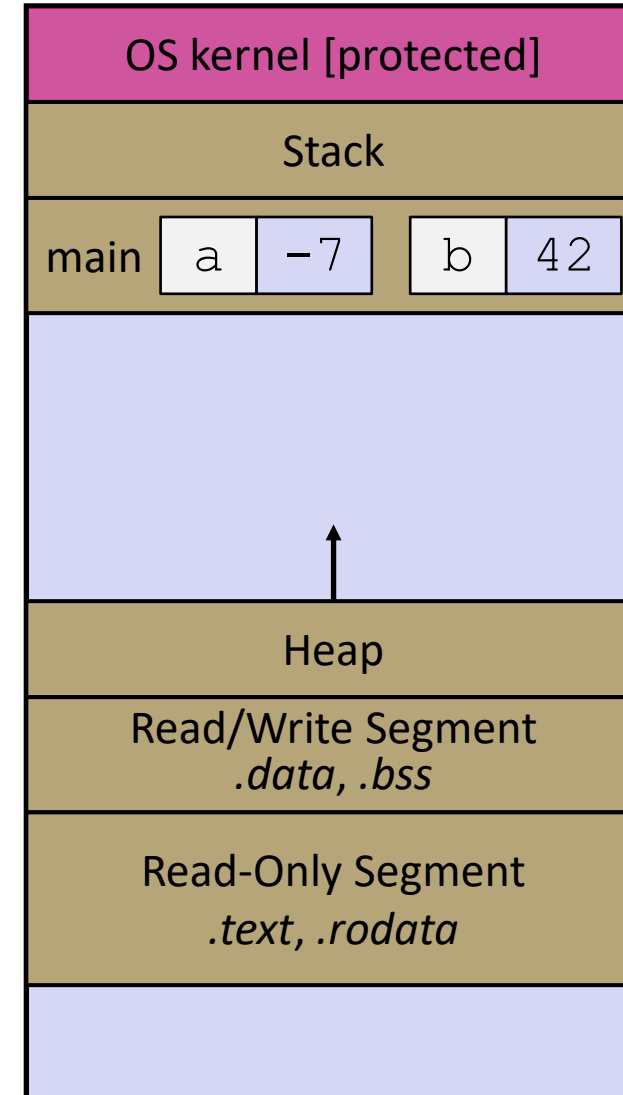 OS kernel [protected]
Stack
main a -7 b 42
Heap
Read/Write Segment
.data, .bss
Read-Only Segment
.text, .rodata